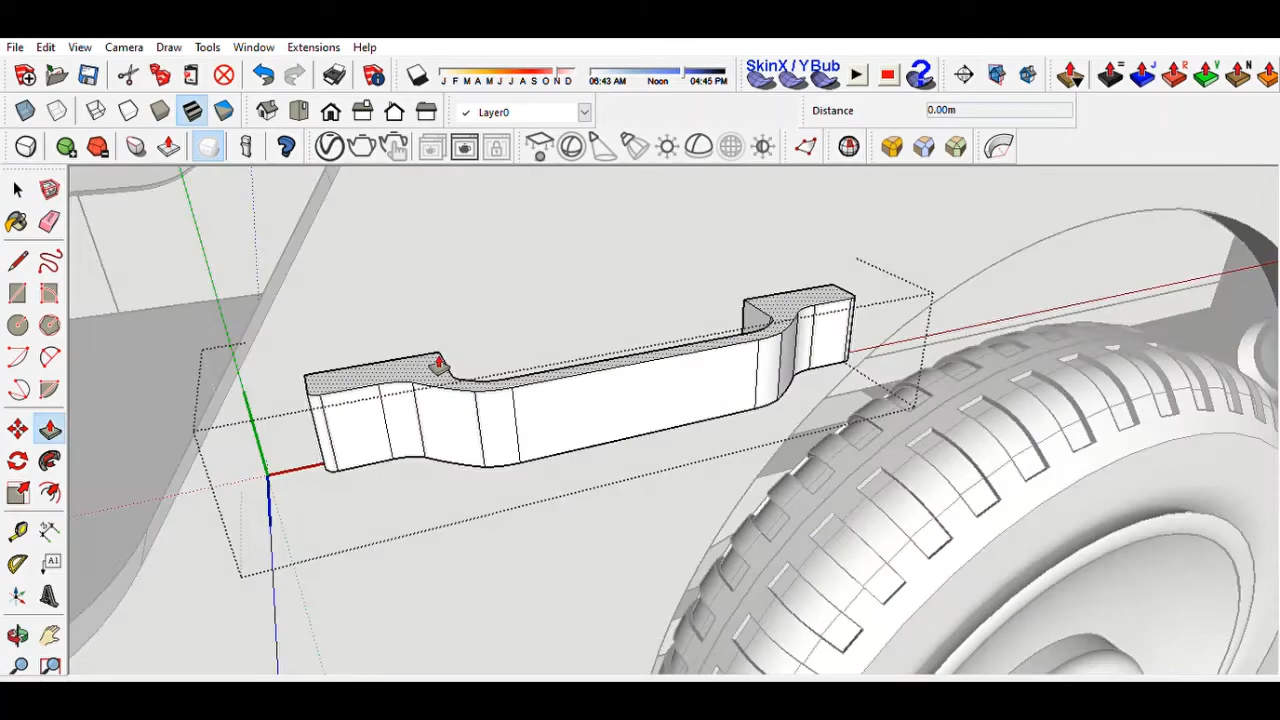 File Edit View Camera Draw Tools Window Extensions Help
J F M A M J J A S O N D 06:43 AM Noon 04:45 PM SkinX / YBub = J R V N
Layer0 Distance 0.00m
A1